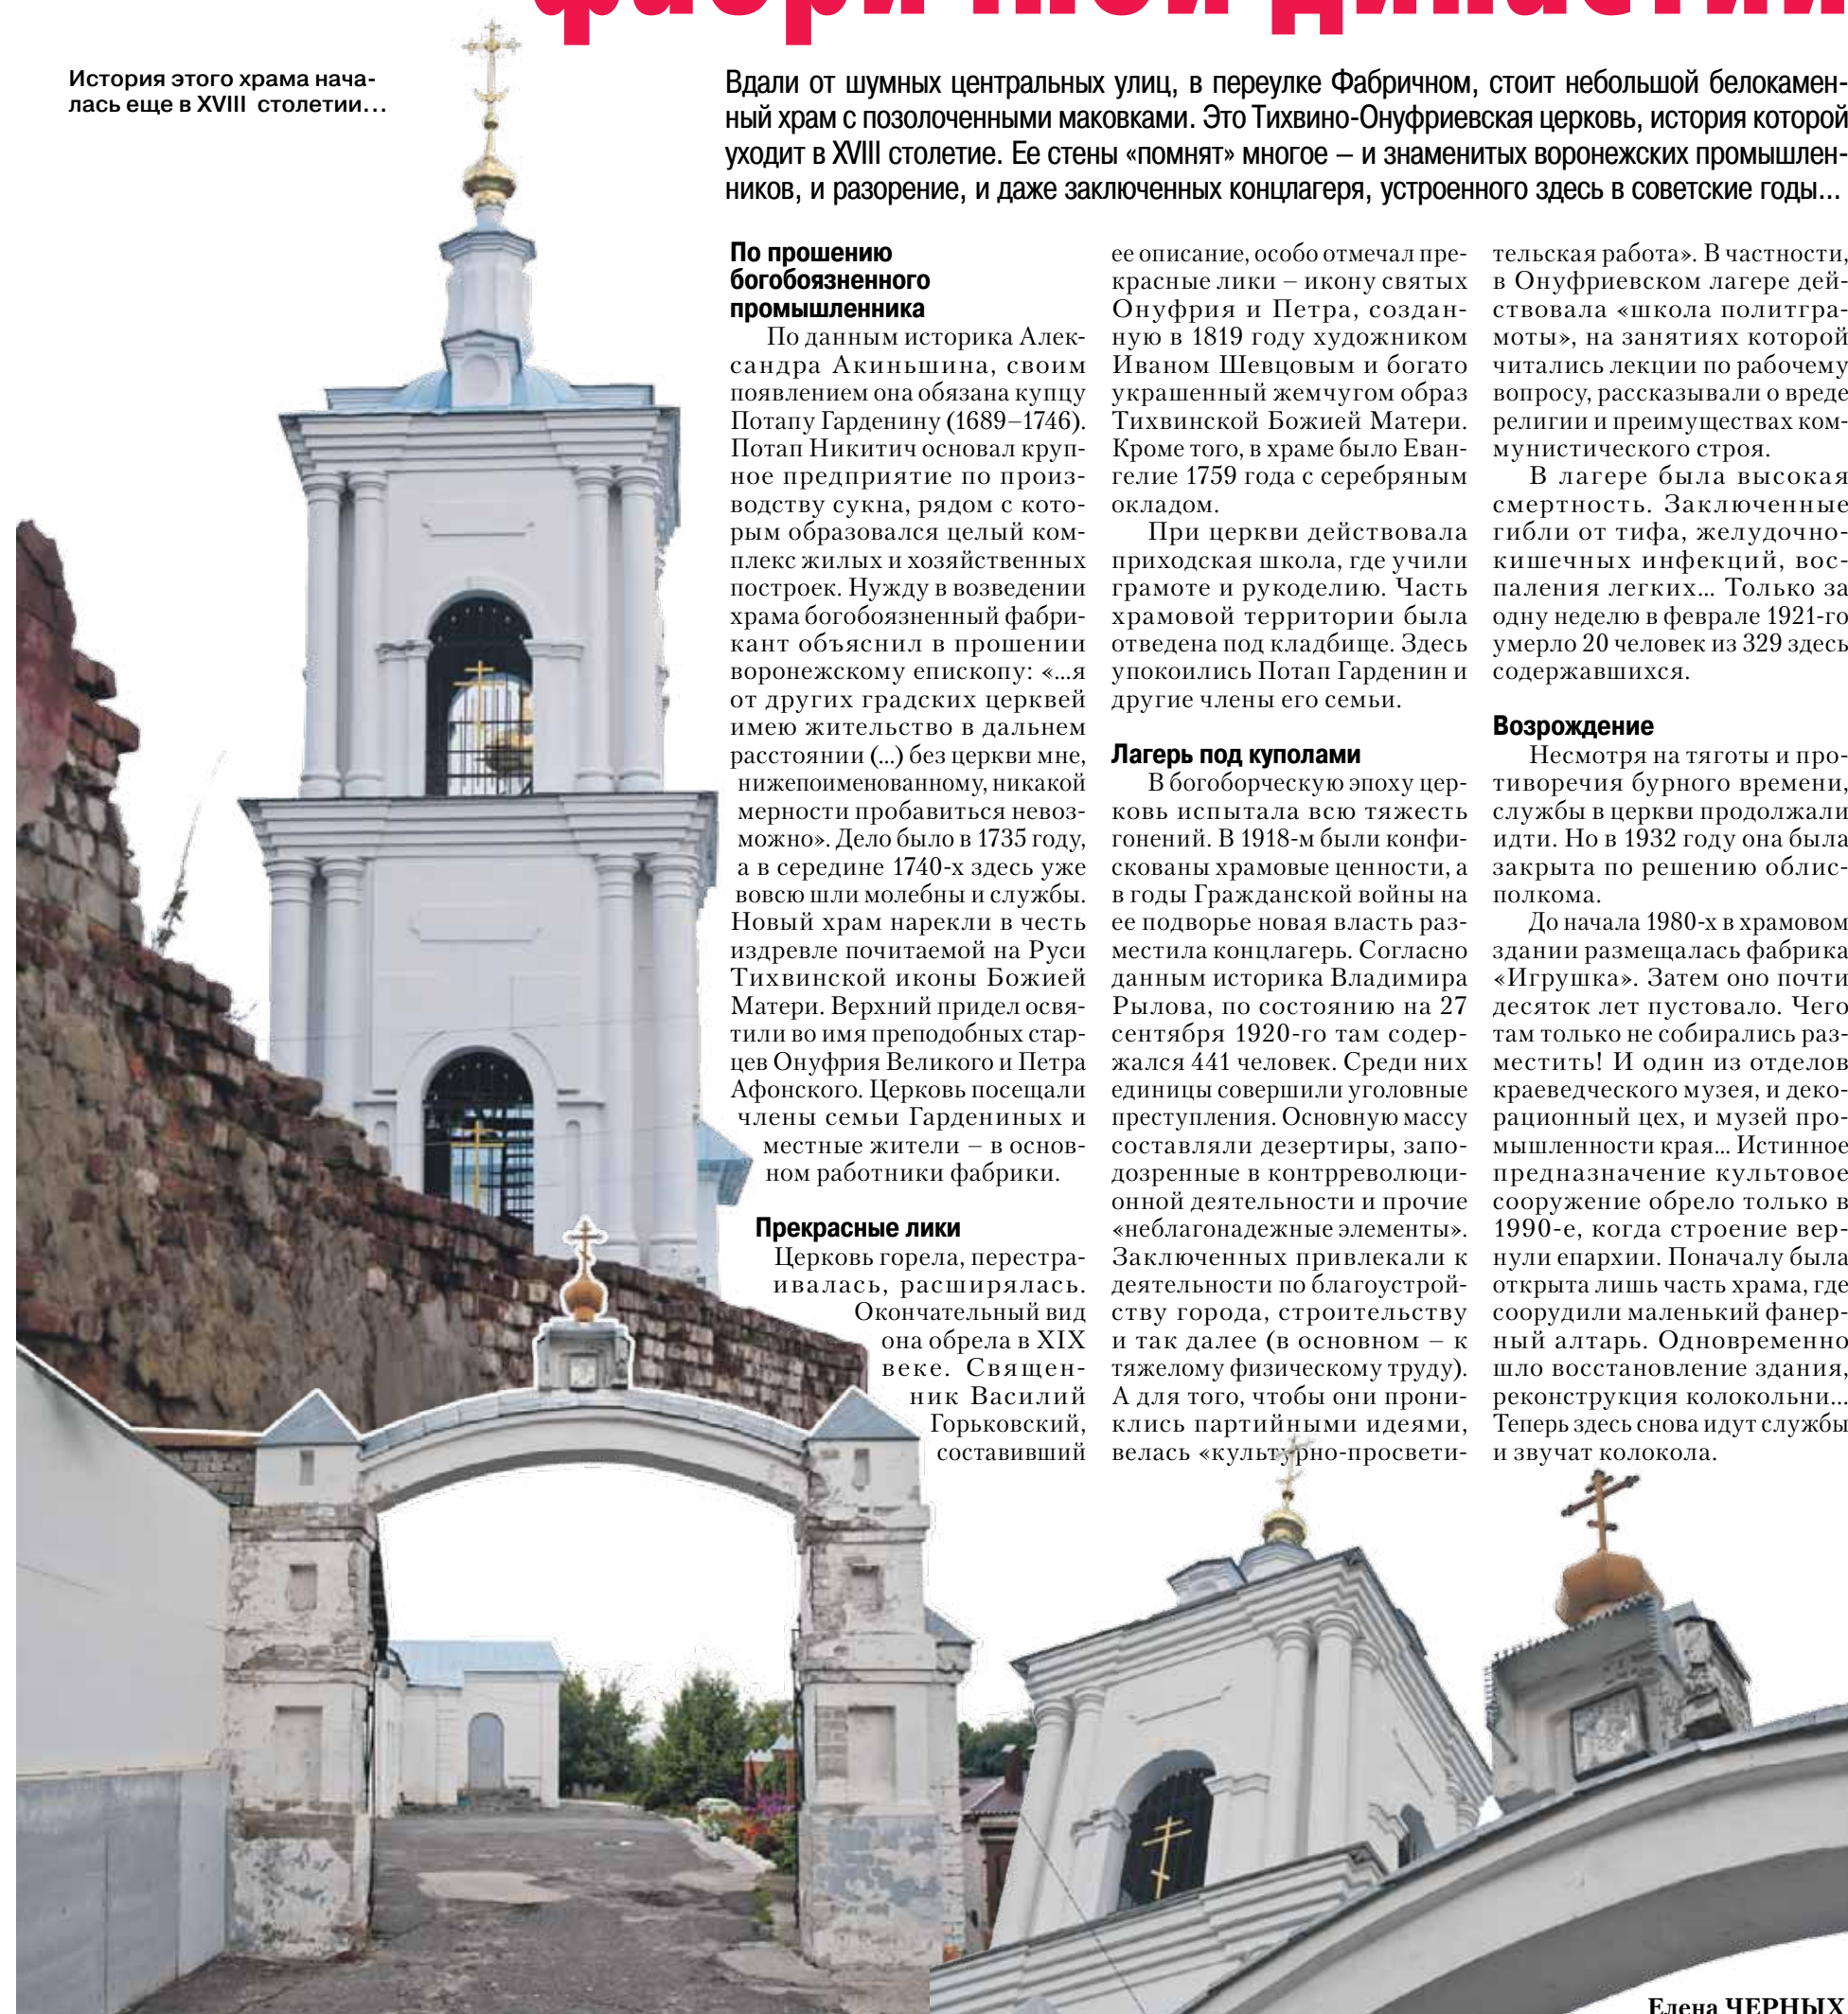 фабричной династии
История этого храма нача-
лась еще в XVIII столетии...
Вдали от шумных центральных улиц, в переулке Фабричном, стоит небольшой белокамен-
ный храм с позолоченными маковками. Это Тихвино-Онуфриевская церковь, история которой
уходит в XVIII столетие. Ее стены «помнят» многое – и знаменитых воронежских промышлен-
ников, и разорение, и даже заключенных концлагеря, устроенного здесь в советские годы...
По прошению
богобоязненного
промышленника
По данным историка Алек-
сандра Акиньшина, своим
появлением она обязана купцу
Потапу Гарденину (1689–1746).
Потап Никитич основал круп-
ное предприятие по произ-
водству сукна, рядом с кото-
рым образовался целый ком-
плекс жилых и хозяйственных
построек. Нужду в возведении
храма богобоязненный фабри-
кант объяснил в прошении
воронежскому епископу: «...я
от других градских церквей
имею жительство в дальнем
расстоянии (...) без церкви мне,
нижепоименованному, никакой
мерности пробавиться невоз-
можно». Дело было в 1735 году,
а в середине 1740-х здесь уже
вовсю шли молебны и службы.
Новый храм нарекли в честь
издревле почитаемой на Руси
Тихвинской иконы Божией
Матери. Верхний придел освя-
тили во имя преподобных стар-
цев Онуфрия Великого и Петра
Афонского. Церковь посещали
члены семьи Гардениных и
местные жители – в основ-
ном работники фабрики.
Прекрасные лики
Церковь горела, перестра-
ивалась, расширялась.
Окончательный вид
она обрела в XIX
веке. Священ-
ник Василий
Горьковский,
составивший
ее описание, особо отмечал пре-
красные лики – икону святых
Онуфрия и Петра, создан-
ную в 1819 году художником
Иваном Шевцовым и богато
украшенный жемчугом образ
Тихвинской Божией Матери.
Кроме того, в храме было Еван-
гелие 1759 года с серебряным
окладом.
При церкви действовала
приходская школа, где учили
грамоте и рукоделию. Часть
храмовой территории была
отведена под кладбище. Здесь
упокоились Потап Гарденин и
другие члены его семьи.
Лагерь под куполами
В богоборческую эпоху цер-
ковь испытала всю тяжесть
гонений. В 1918-м были конфи-
скованы храмовые ценности, а
в годы Гражданской войны на
ее подворье новая власть раз-
местила концлагерь. Согласно
данным историка Владимира
Рылова, по состоянию на 27
сентября 1920-го там содер-
жался 441 человек. Среди них
единицы совершили уголовные
преступления. Основную массу
составляли дезертиры, запо-
дозренные в контрреволюци-
онной деятельности и прочие
«неблагонадежные элементы».
Заключенных привлекали к
деятельности по благоустрой-
ству города, строительству
и так далее (в основном – к
тяжелому физическому труду).
А для того, чтобы они прони-
клись партийными идеями,
велась «культурно-просвети-
тельская работа». В частности,
в Онуфриевском лагере дей-
ствовала «школа политгра-
моты», на занятиях которой
читались лекции по рабочему
вопросу, рассказывали о вреде
религии и преимуществах ком-
мунистического строя.
В лагере была высокая
смертность. Заключенные
гибли от тифа, желудочно-
кишечных инфекций, вос-
паления легких... Только за
одну неделю в феврале 1921-го
умерло 20 человек из 329 здесь
содержавшихся.
Возрождение
Несмотря на тяготы и про-
тиворечия бурного времени,
службы в церкви продолжали
идти. Но в 1932 году она была
закрыта по решению облис-
полкома.
До начала 1980-х в храмовом
здании размещалась фабрика
«Игрушка». Затем оно почти
десяток лет пустовало. Чего
там только не собирались раз-
местить! И один из отделов
краеведческого музея, и деко-
рационный цех, и музей про-
мышленности края... Истинное
предназначение культовое
сооружение обрело только в
1990-е, когда строение вер-
нули епархии. Поначалу была
открыта лишь часть храма, где
соорудили маленький фанер-
ный алтарь. Одновременно
шло восстановление здания,
реконструкция колокольни...
Теперь здесь снова идут службы
и звучат колокола.
Елена ЧЕРНЫХ